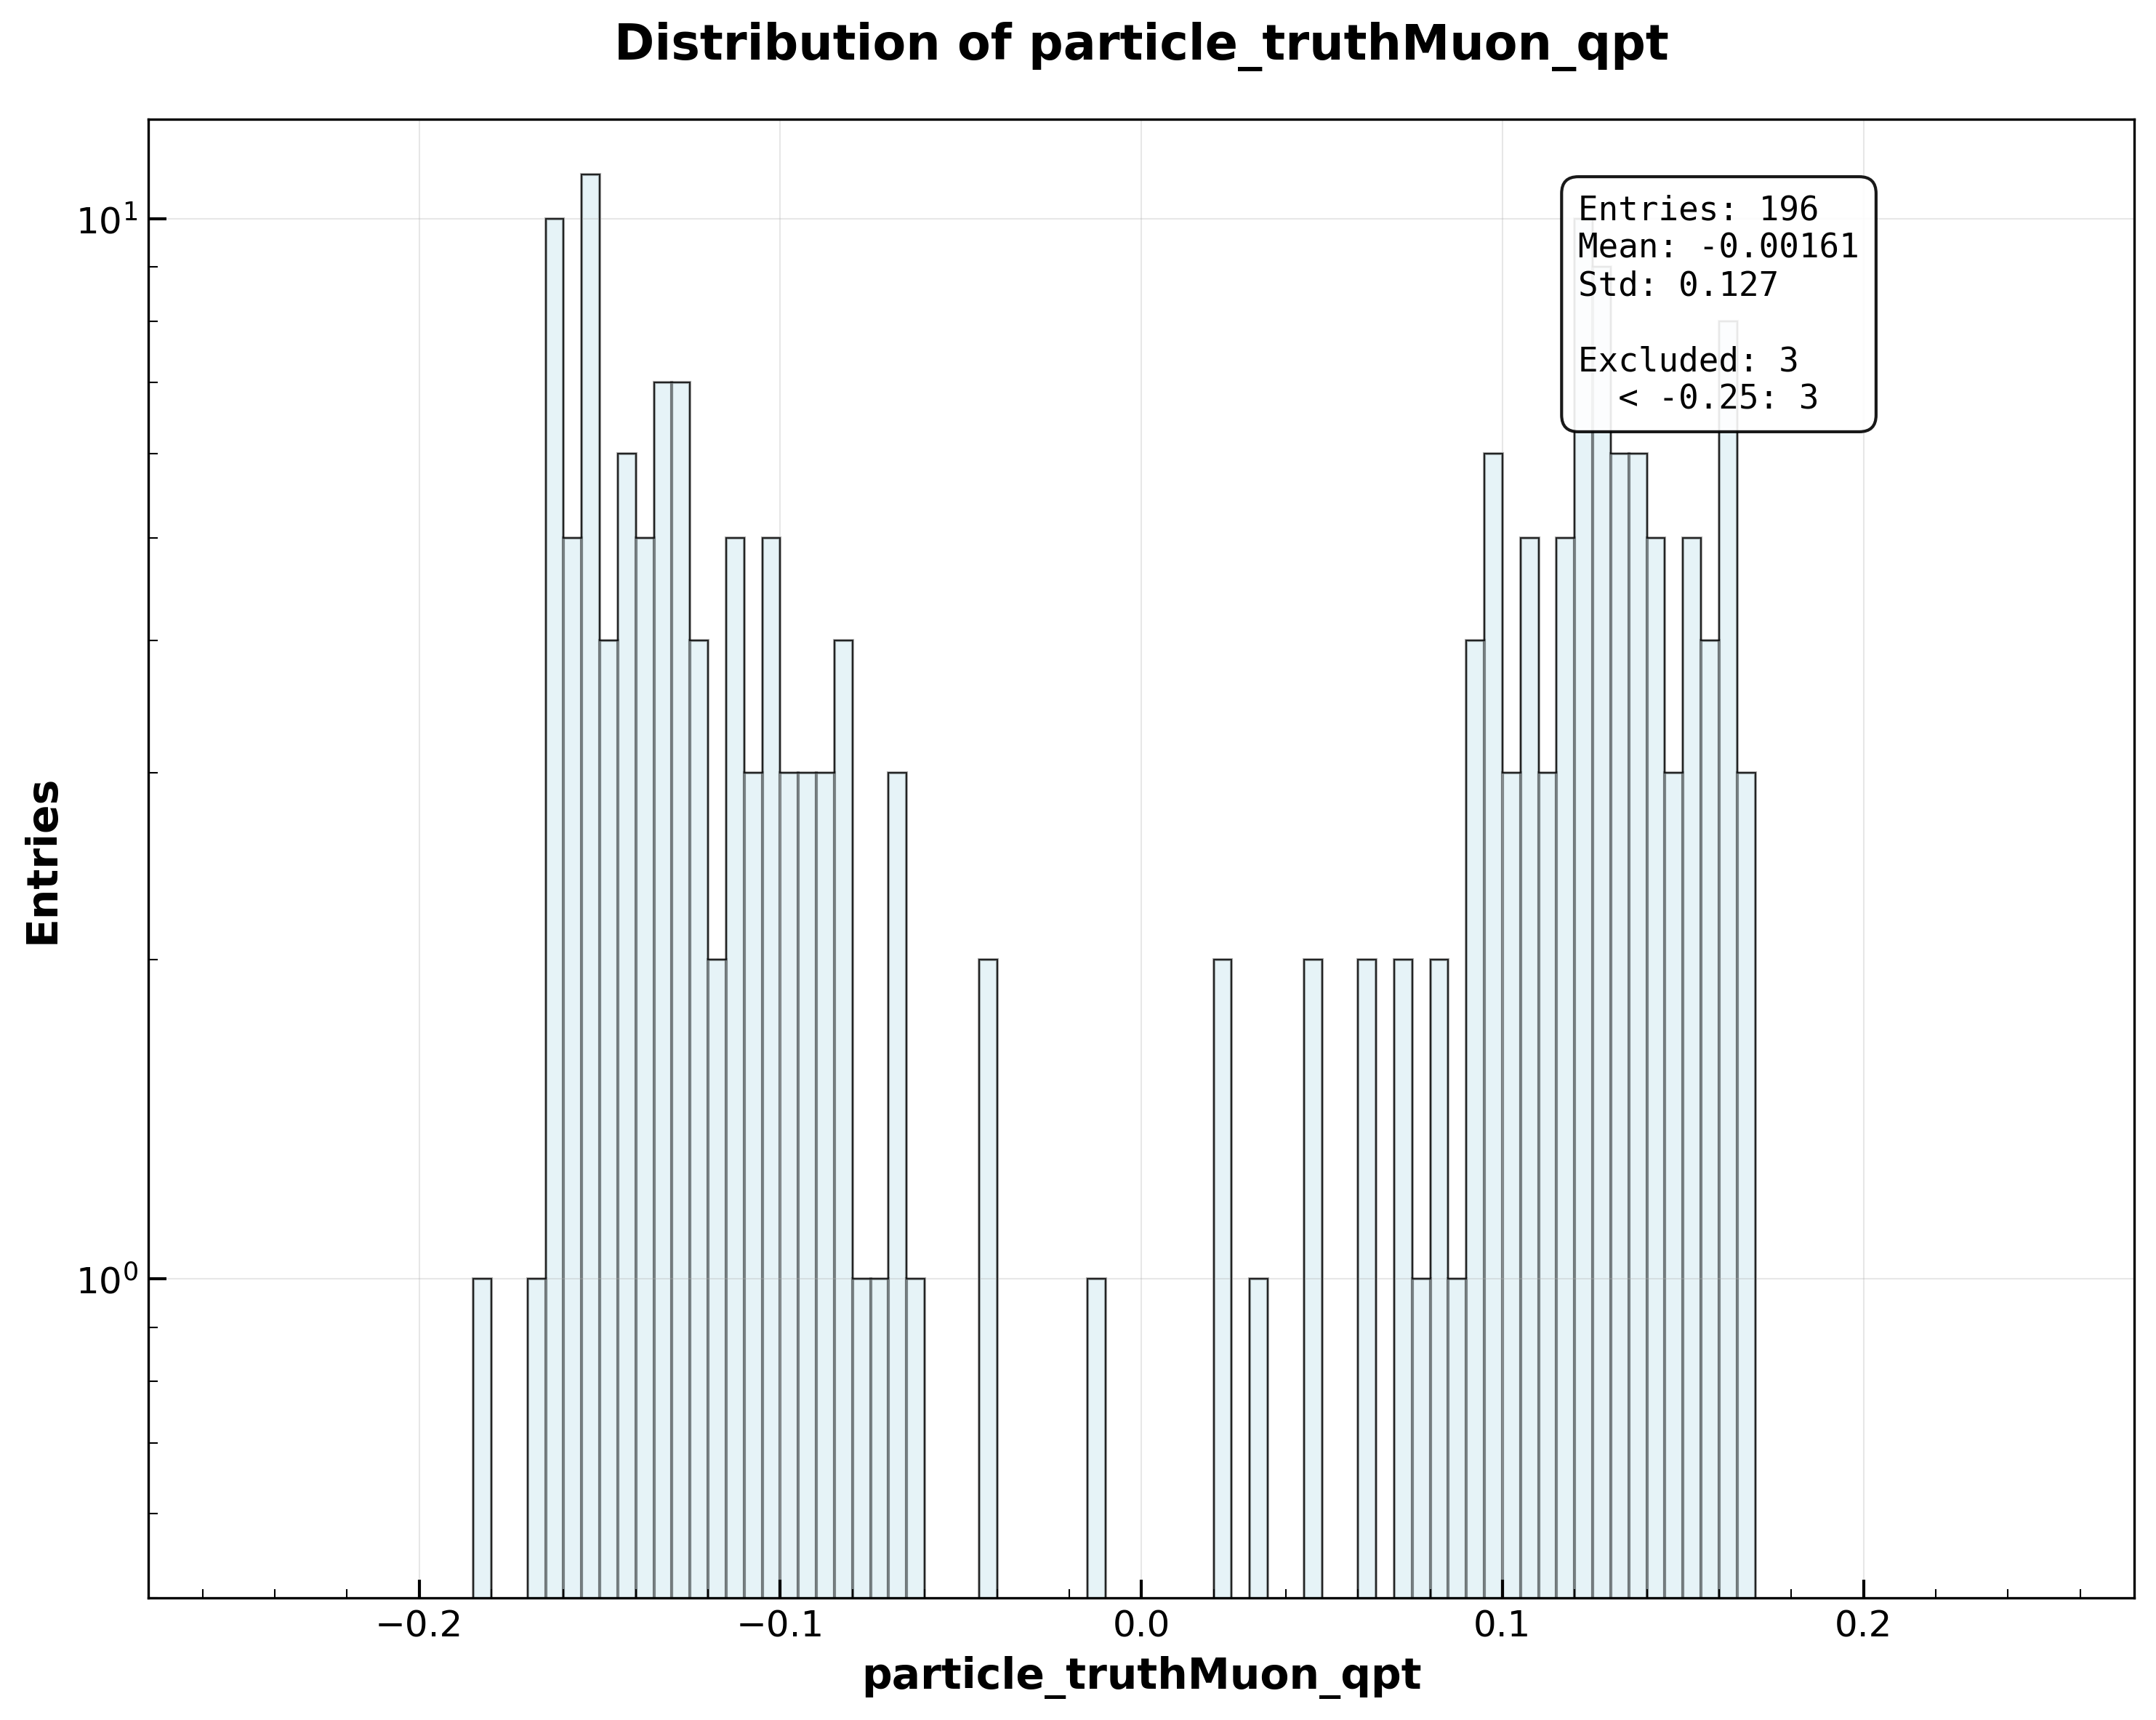 Distribution of particle_truthMuon_qpt
Entries: 196
Mean: -0.00161
Std: 0.127
Excluded: 3
< -0.25: 3
10¹
10⁰
Entries
−0.2 −0.1 0.0 0.1 0.2
particle_truthMuon_qpt